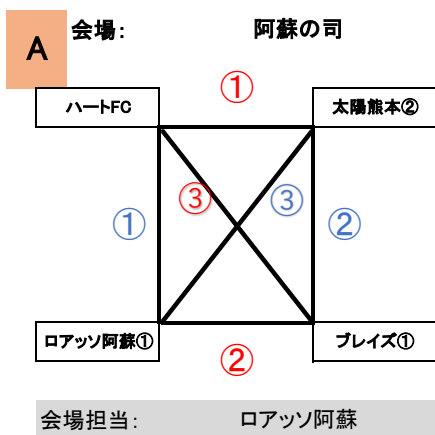 A 会場： 阿蘇の司
①
ハートFC 太陽熊本②
③ ③
① ②
ロアッソ阿蘇① ブレイズ①
②
会場担当： ロアッソ阿蘇